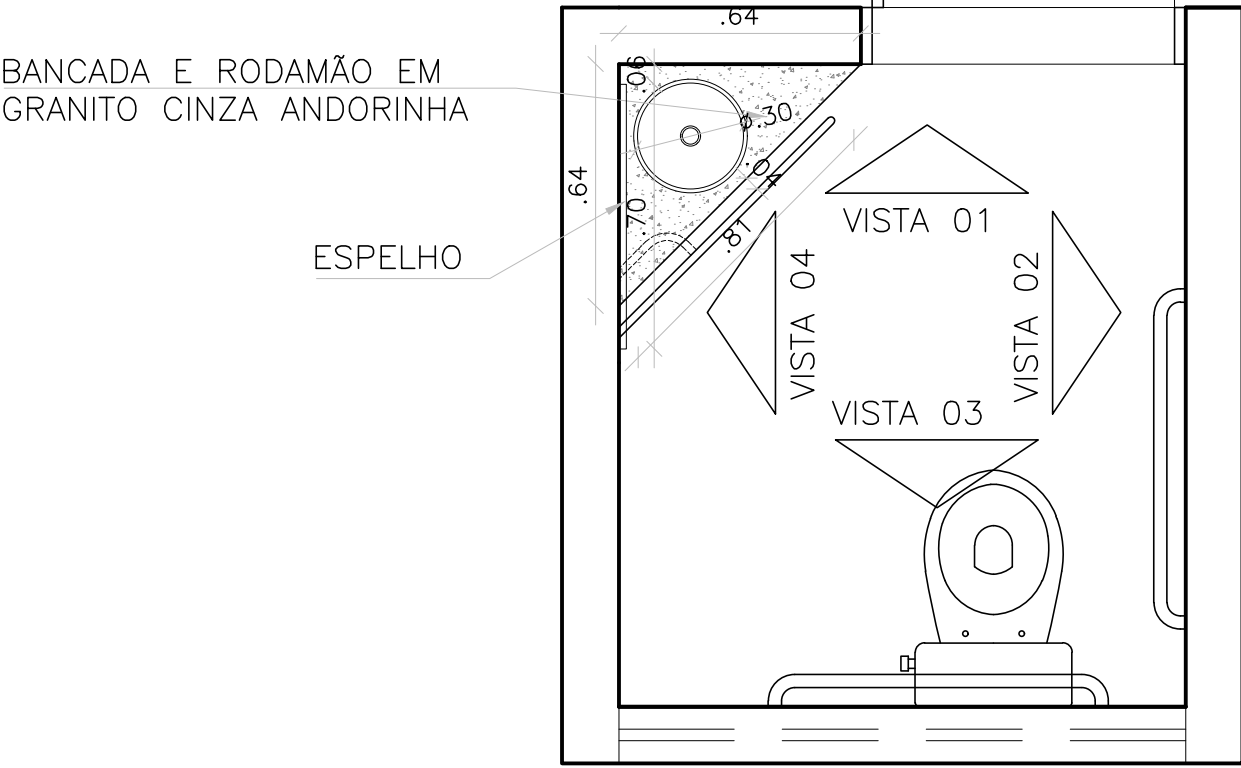 .64
BANCADA E RODAMÃO EM
GRANITO CINZA ANDORINHA
.06
ø.30
.64
.04
.70
.87
ESPELHO
VISTA 01
VISTA 04
VISTA 02
VISTA 03